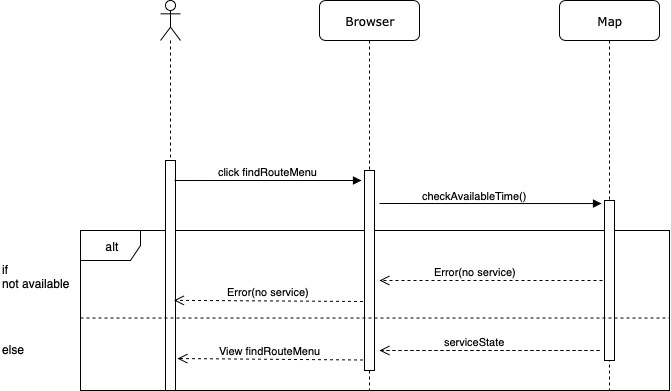 Browser
Map
click findRouteMenu
checkAvailableTime()
alt
if
not available
Error(no service)
Error(no service)
else
serviceState
View findRouteMenu